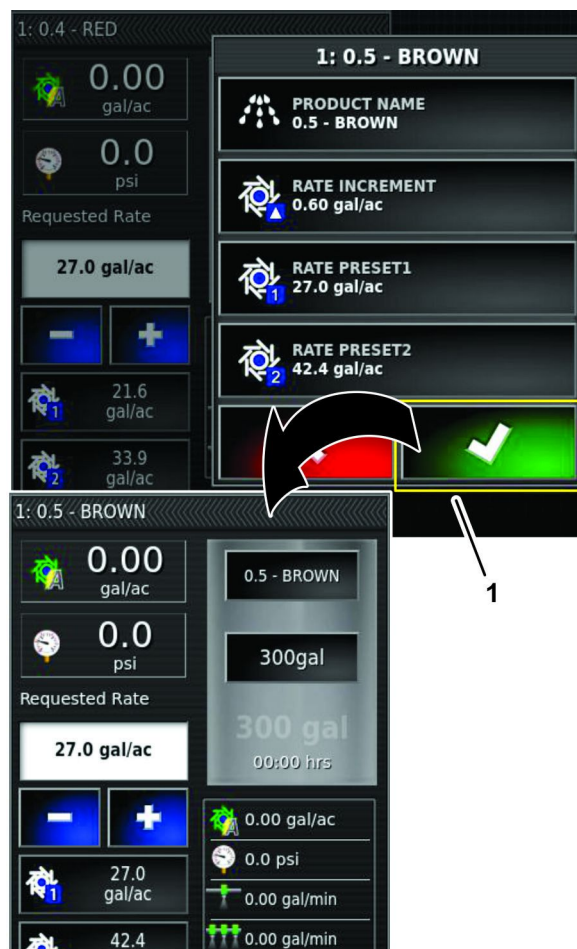 1: 0.4 - RED
0.00
gal/ac
0.0
psi
Requested Rate
27.0 gal/ac
21.6
gal/ac
1
33.9
gal/ac
2
1: 0.5 - BROWN
PRODUCT NAME
0.5 - BROWN
RATE INCREMENT
0.60 gal/ac
RATE PRESET1
27.0 gal/ac
1
RATE PRESET2
42.4 gal/ac
2
1
1: 0.5 - BROWN
0.00
gal/ac
0.0
psi
Requested Rate
27.0 gal/ac
27.0
gal/ac
1
42.4
0.5 - BROWN
300gal
300 gal
00:00 hrs
A 0.00 gal/ac
0.0 psi
0.00 gal/min
0.00 gal/min